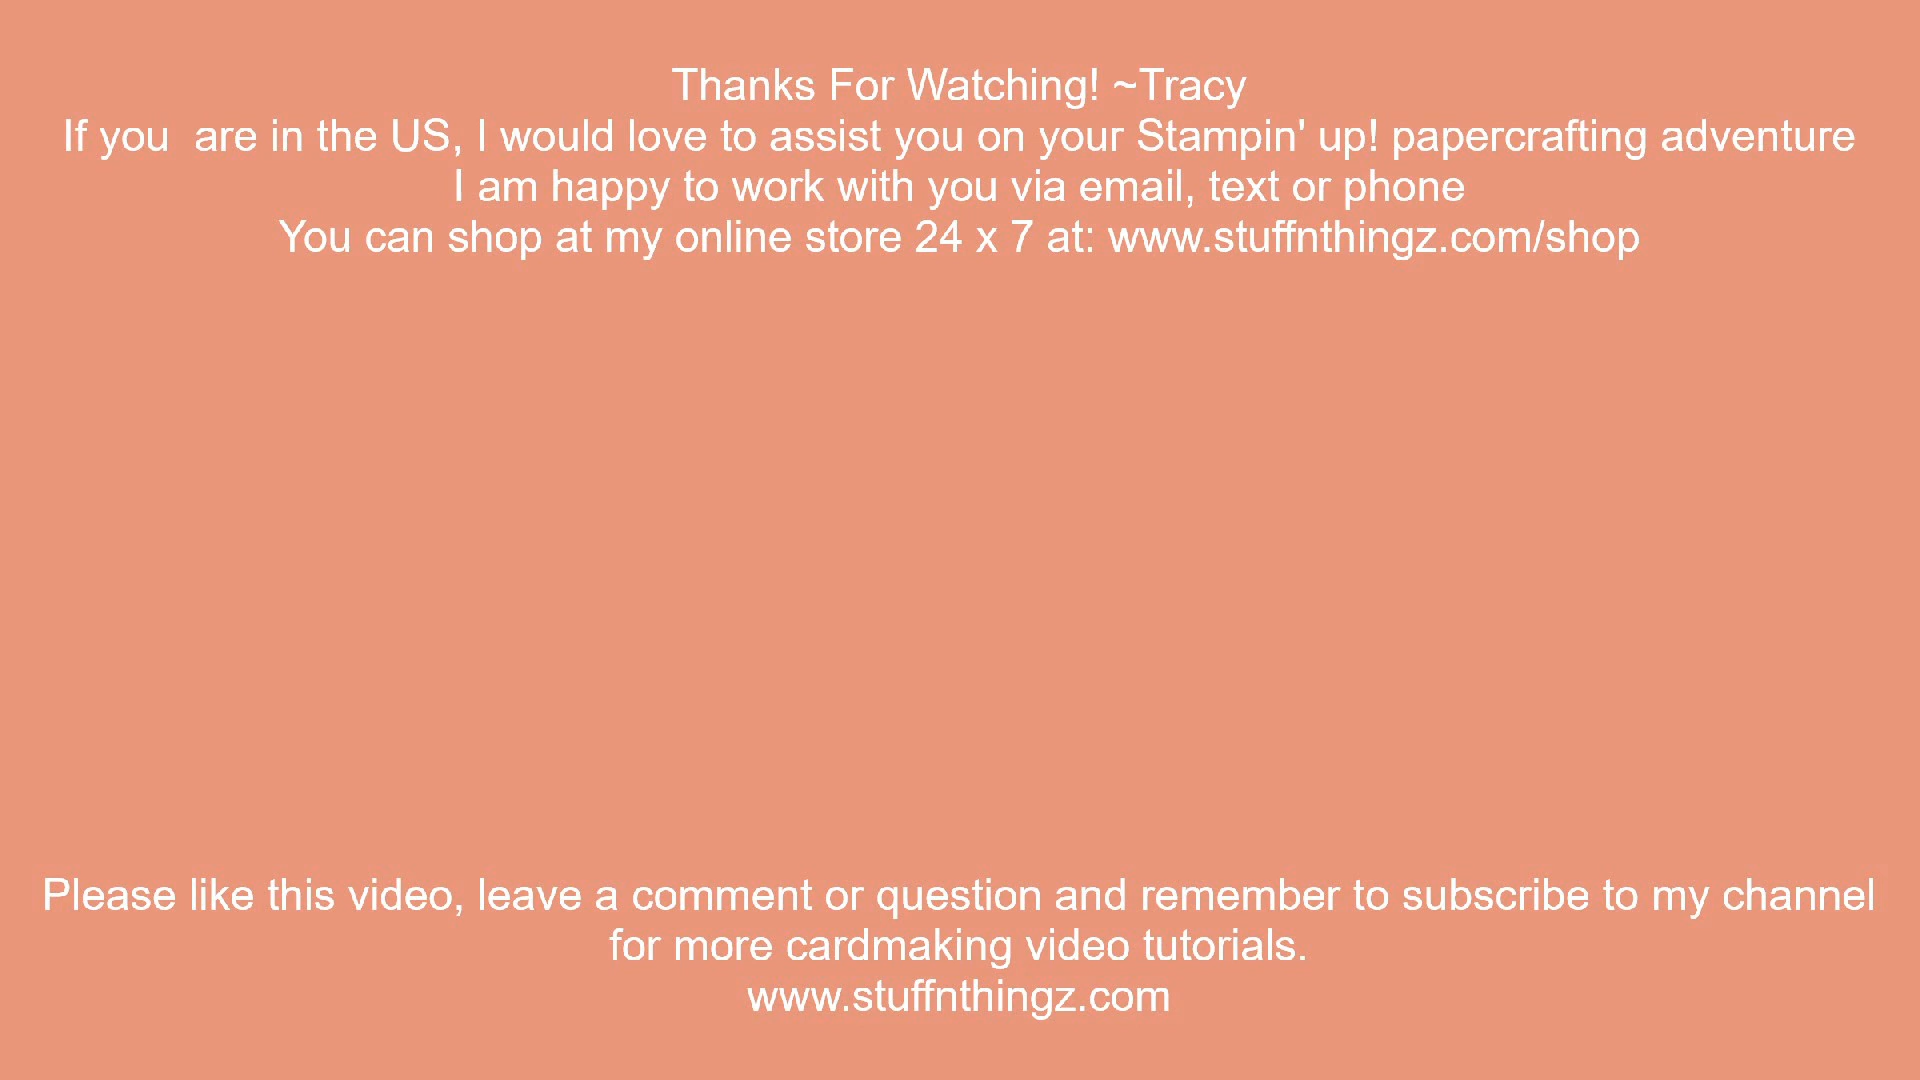 Thanks For Watching! ~Tracy
If you  are in the US, I would love to assist you on your Stampin' up! papercrafting adventure
I am happy to work with you via email, text or phone
You can shop at my online store 24 x 7 at: www.stuffnthingz.com/shop
Please like this video, leave a comment or question and remember to subscribe to my channel
for more cardmaking video tutorials.
www.stuffnthingz.com